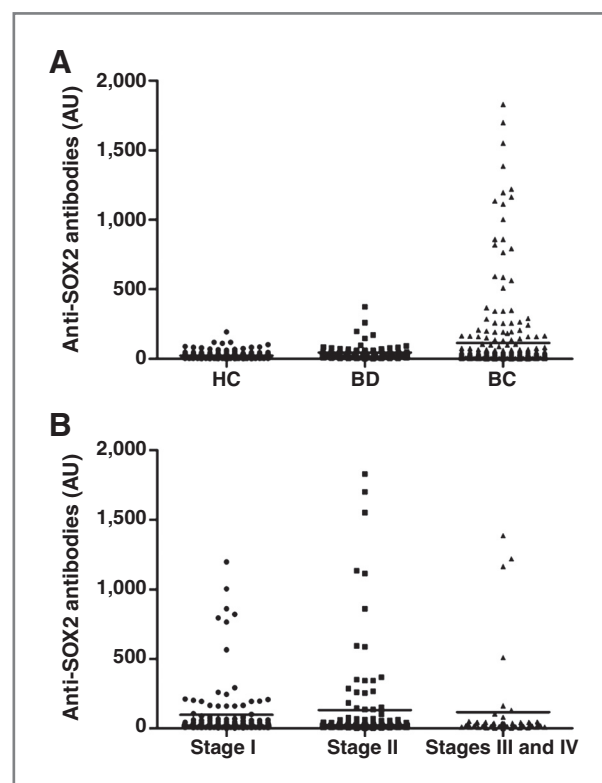 A
Anti-SOX2 antibodies (AU)
2,000
1,500
1,000
500
0
HC BD BC
B
Anti-SOX2 antibodies (AU)
2,000
1,500
1,000
500
0
Stage I Stage II Stages III and IV